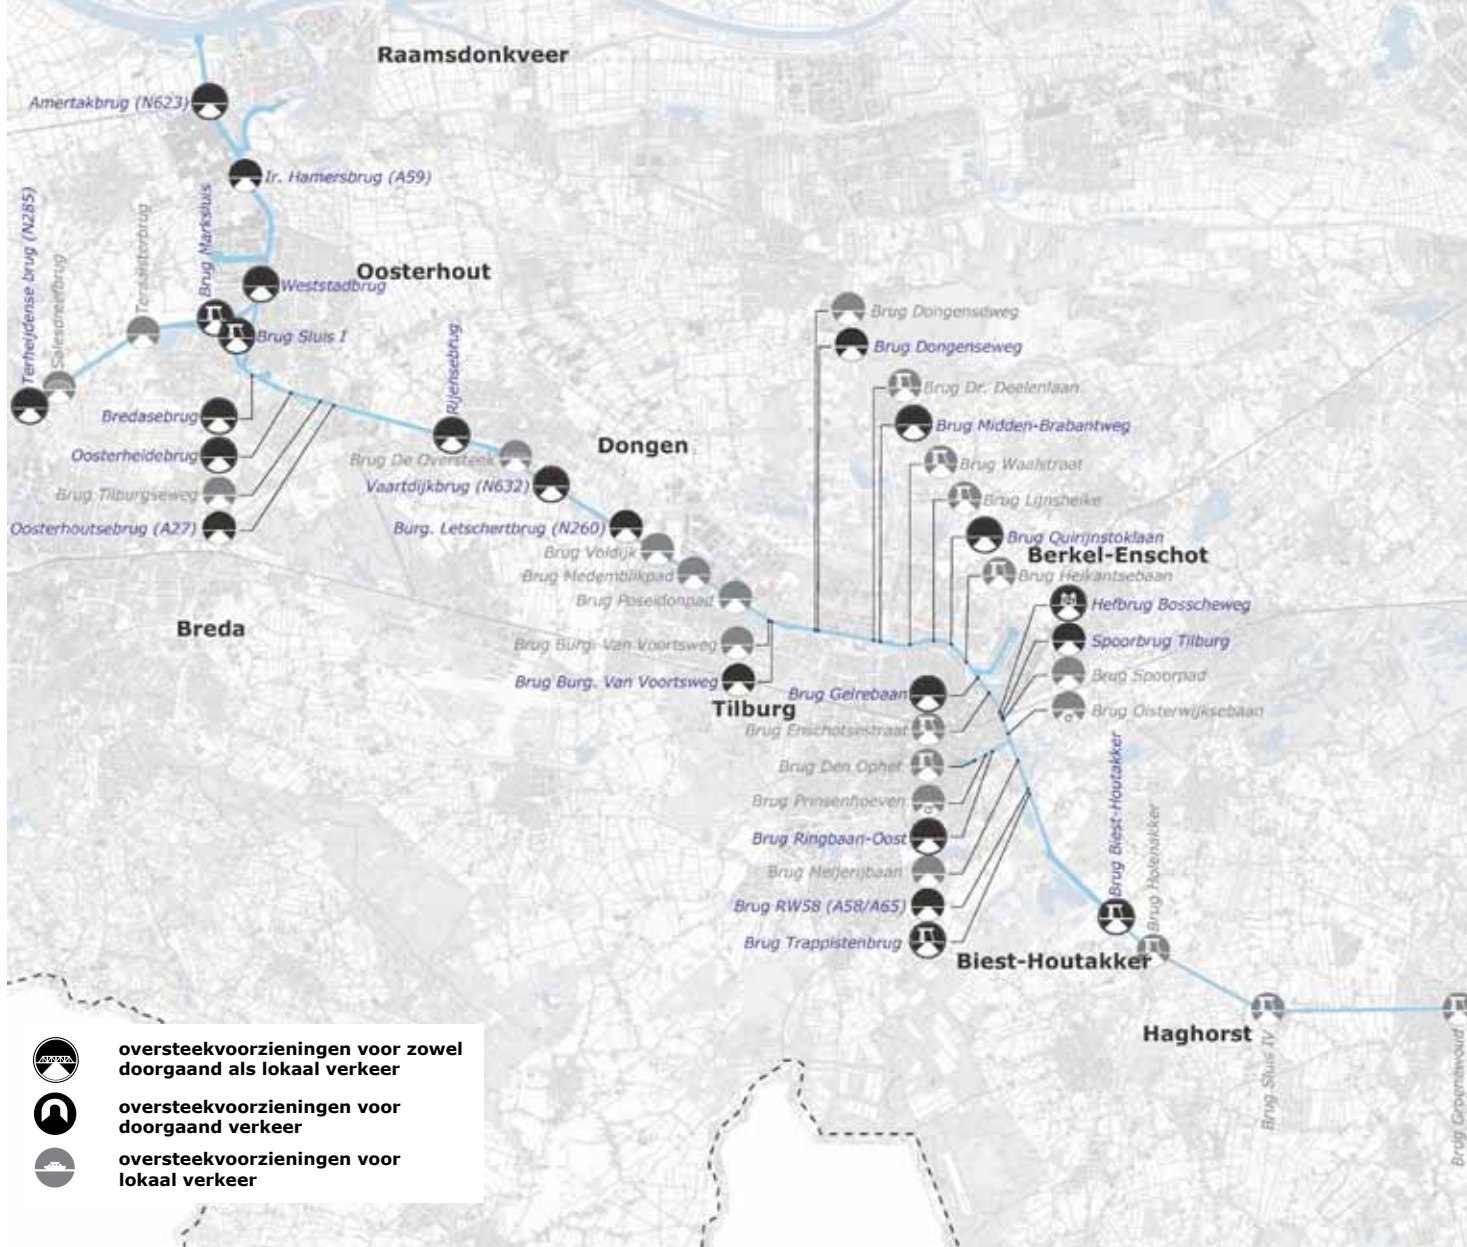 Raamsdonkveer
Amertakbrug (N623)
Ir. Hamersbrug (A59)
Terheijdense brug (N285)
Salesdreefbrug
Teraalsterbrug
Brug Marksluis
Oosterhout
Weststadbrug
Brug Sluis I
Bredasebrug
Oosterheidebrug
Brug Tilburgseweg
Oosterhoutsebrug (A27)
Rijensebrug
Brug De Oversteek
Dongen
Vaartdijkbrug (N632)
Burg. Letschertbrug (N260)
Brug Voldijk
Brug Medemblikpad
Brug Poseidonpad
Breda
Brug Burg. Van Voortsweg
Brug Burg. Van Voortsweg
Tilburg
Brug Dongenseweg
Brug Dongenseweg
Brug Dr. Deelenlaan
Brug Midden-Brabantweg
Brug Waalstraat
Brug Lijnsheike
Brug Quirijnstoklaan
Berkel-Enschot
Brug Heikantsebaan
Hefbrug Bosscheweg
Spoorbrug Tilburg
Brug Spoorpad
Brug Oisterwijksebaan
Brug Gelrebaan
Brug Enschotsestraat
Brug Den Ophef
Brug Prinsenhoeven
Brug Ringbaan-Oost
Brug Meijerijbaan
Brug RW58 (A58/A65)
Brug Trappistenbrug
Brug Biest-Houtakker
Brug Holenakker
Biest-Houtakker
Haghorst
Brug Sluis IV
Brug Groenewoud
oversteekvoorzieningen voor zowel
doorgaand als lokaal verkeer
oversteekvoorzieningen voor
doorgaand verkeer
oversteekvoorzieningen voor
lokaal verkeer